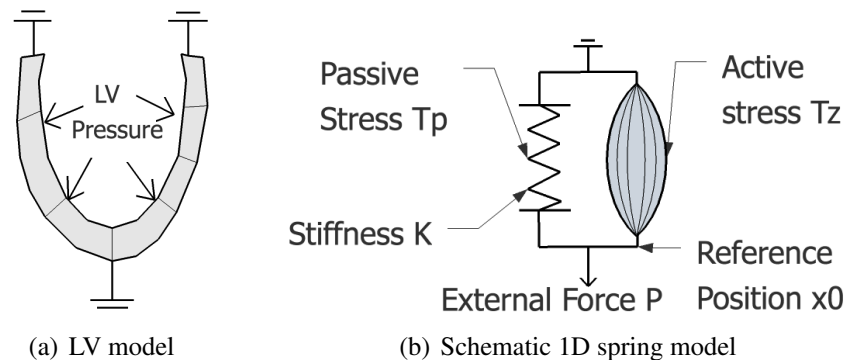 LV
Pressure
(a) LV model
Passive
Stress Tp
Active
stress Tz
Stiffness K
Reference
Position x0
External Force P
(b) Schematic 1D spring model